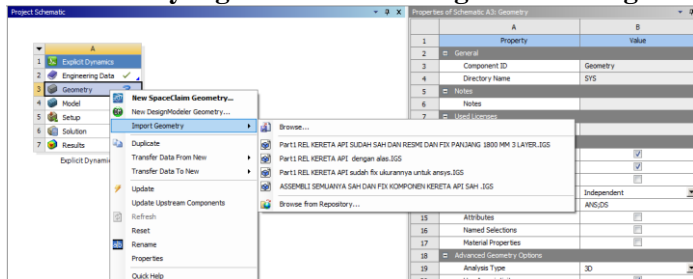 Project Schematic
Properties of Schematic A3: Geometry
A
1 Explicit Dynamics
2 Engineering Data
3 Geometry
4 Model
5 Setup
6 Solution
7 Results
Explicit Dynamic
New SpaceClaim Geometry...
New DesignModeler Geometry...
Import Geometry
Duplicate
Transfer Data From New
Transfer Data To New
Update
Update Upstream Components
Refresh
Reset
Rename
Properties
Quick Help
Browse...
Part1 REL KERETA API SUDAH SAH DAN RESMI DAN FIX PANJANG 1800 MM 3 LAYER.IGS
Part1 REL KERETA API dengan alas.IGS
Part1 REL KERETA API sudah fix ukurannya untuk ansys.IGS
ASSEMBLI SEMUANYA SAH DAN FIX KOMPONEN KERETA API SAH .IGS
Browse from Repository...
A B
1 Property Value
2 General
3 Component ID Geometry
4 Directory Name SYS
5 Notes
6 Notes
7 Used Licenses
Independent
ANS;DS
15 Attributes
16 Named Selections
17 Material Properties
18 Advanced Geometry Options
19 Analysis Type 3D